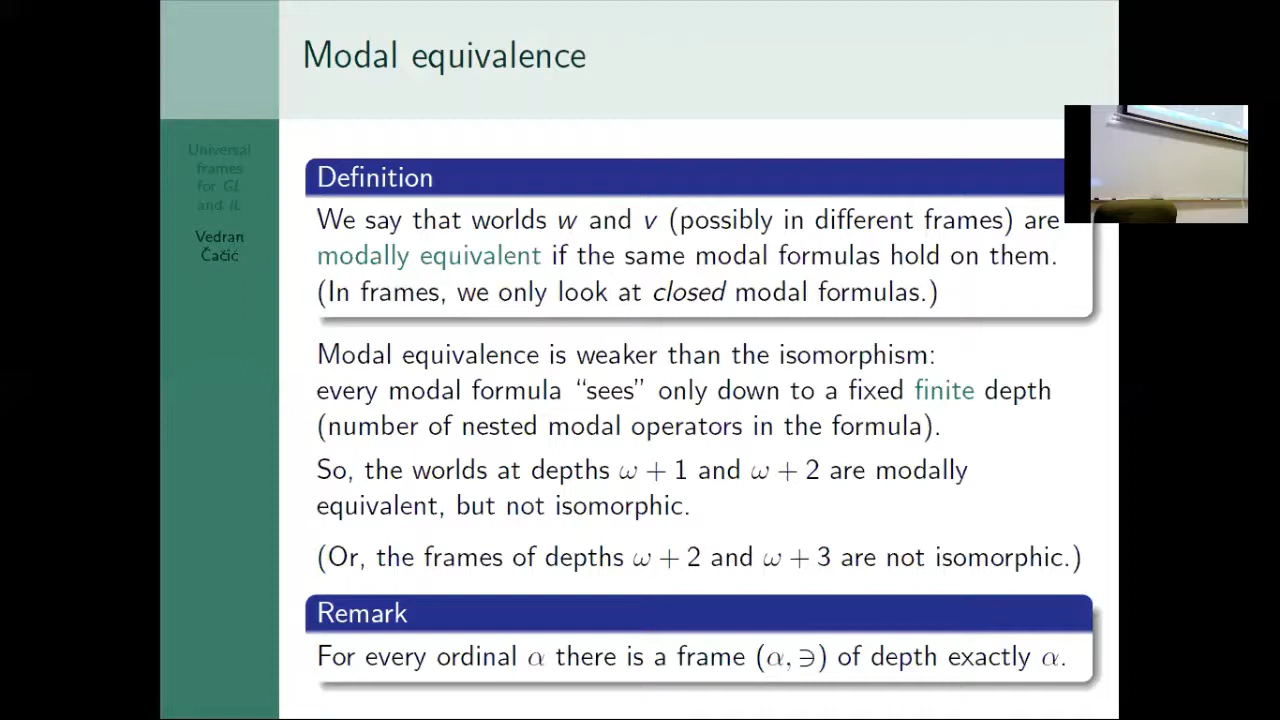 Modal equivalence
Universal
frames
for GL
and IL
Vedran
Čačić
Definition
We say that worlds w and v (possibly in different frames) are
modally equivalent if the same modal formulas hold on them.
(In frames, we only look at closed modal formulas.)
Modal equivalence is weaker than the isomorphism:
every modal formula “sees” only down to a fixed finite depth
(number of nested modal operators in the formula).
So, the worlds at depths ω + 1 and ω + 2 are modally
equivalent, but not isomorphic.
(Or, the frames of depths ω + 2 and ω + 3 are not isomorphic.)
Remark
For every ordinal α there is a frame (α, ∋) of depth exactly α.